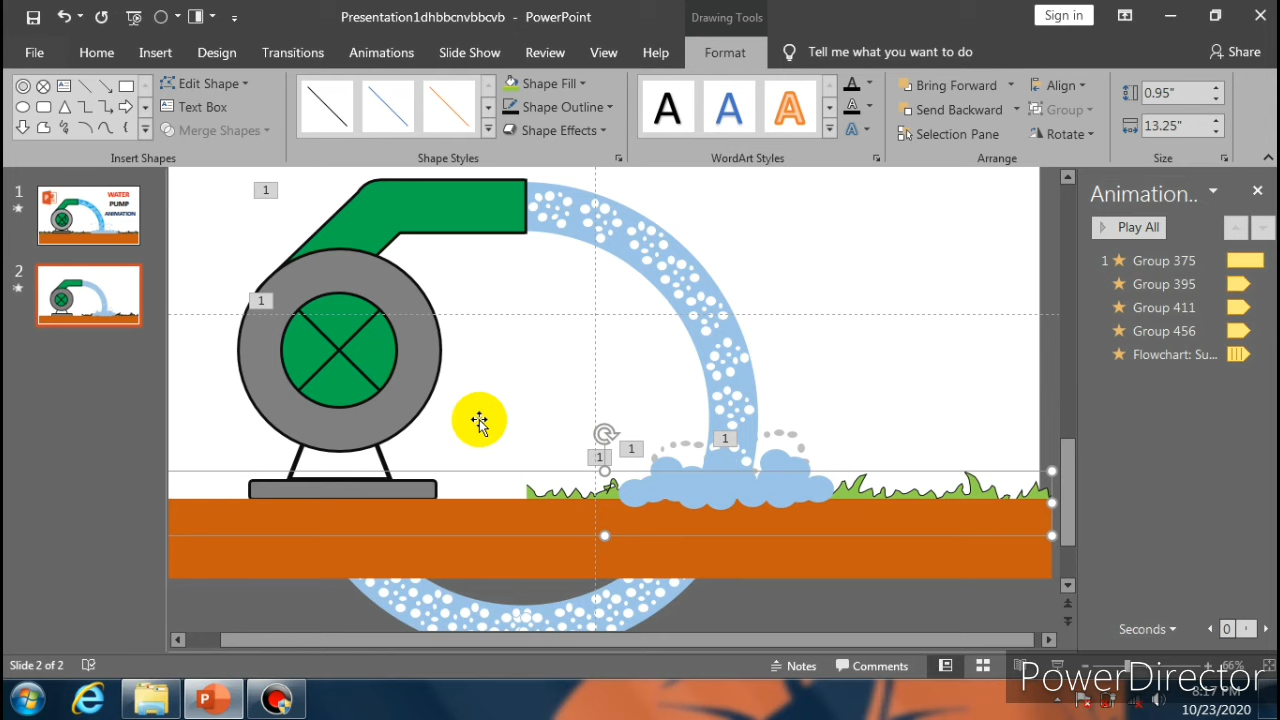 Presentation1dhbbcnvbbcvb - PowerPoint
Drawing Tools
Sign in
File
Home
Insert
Design
Transitions
Animations
Slide Show
Review
View
Help
Format
Tell me what you want to do
Share
Edit Shape
Text Box
Merge Shapes
Insert Shapes
Shape Fill
Shape Outline
Shape Effects
Shape Styles
A A A
WordArt Styles
Bring Forward
Send Backward
Selection Pane
Align
Group
Rotate
Arrange
0.95"
13.25"
Size
1
WATER
PUMP
ANIMATION
2
1
1
1
1
1
Animation..
Play All
1 Group 375
Group 395
Group 411
Group 456
Flowchart: Su...
Seconds
0
Slide 2 of 2
Notes
Comments
66%
PowerDirector
8:17 PM
10/23/2020